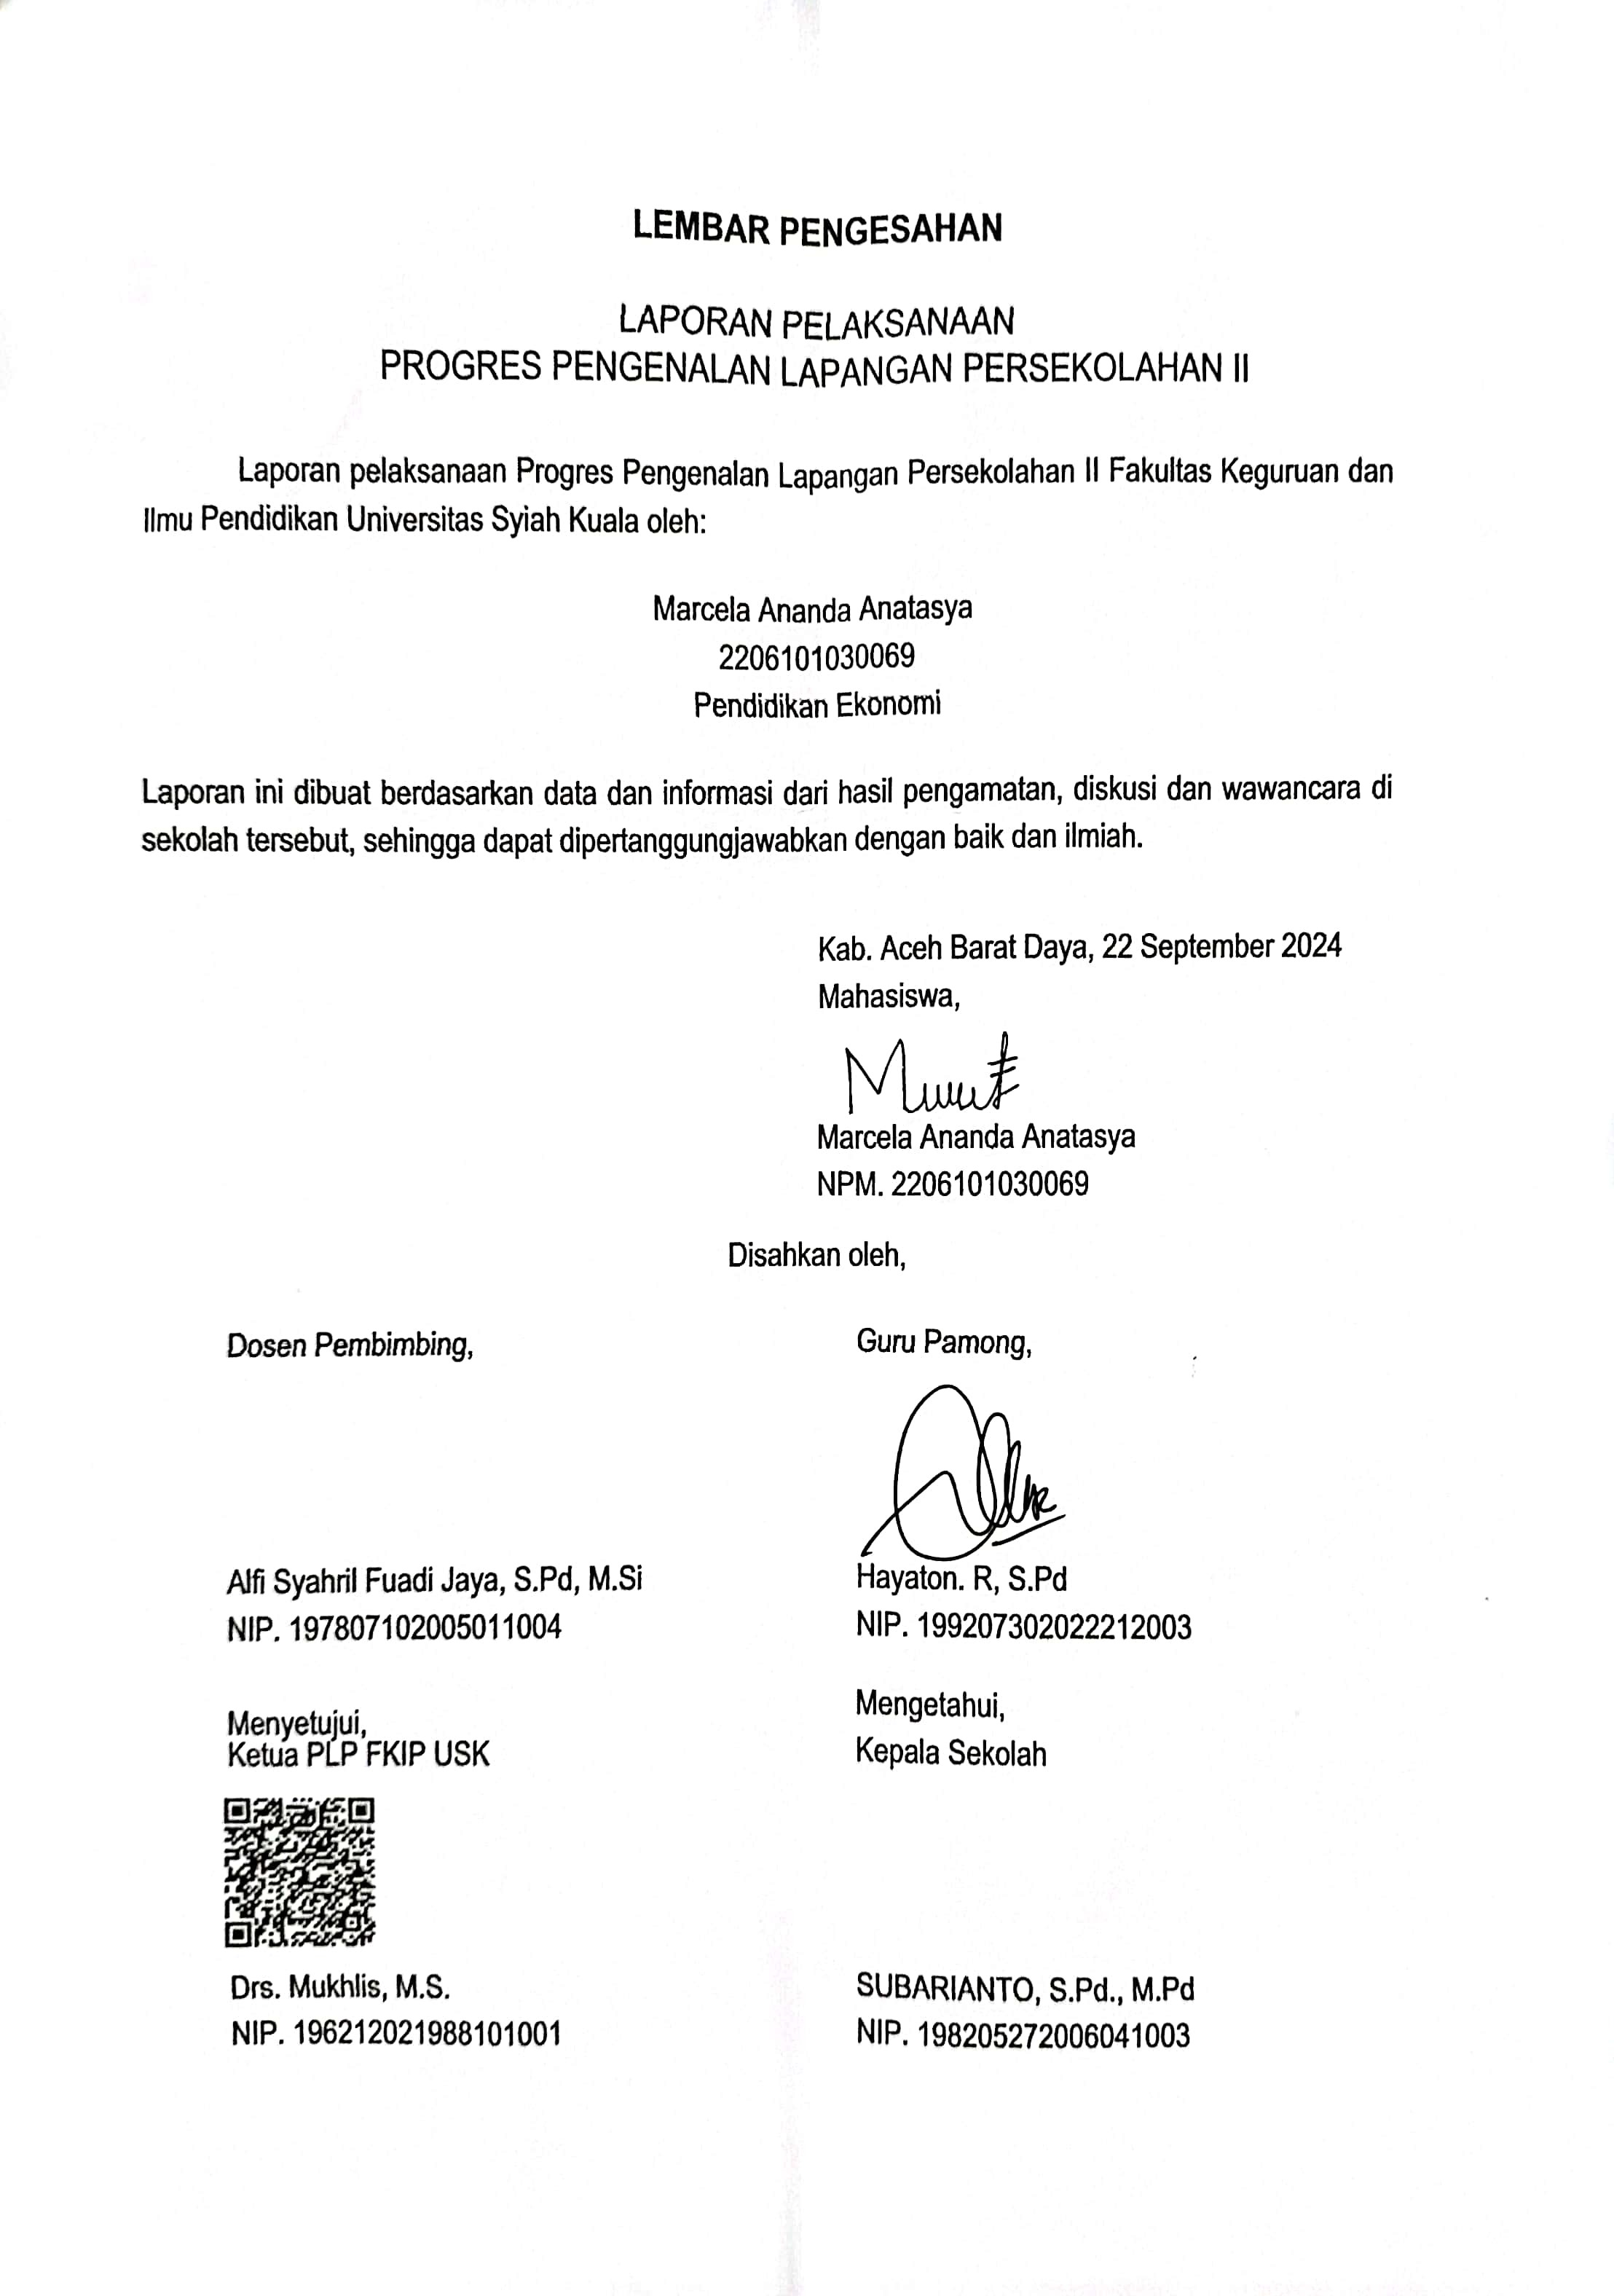 LEMBAR PENGESAHAN
LAPORAN PELAKSANAAN
PROGRES PENGENALAN LAPANGAN PERSEKOLAHAN II
Laporan pelaksanaan Progres Pengenalan Lapangan Persekolahan II Fakultas Keguruan dan
Ilmu Pendidikan Universitas Syiah Kuala oleh:
Marcela Ananda Anatasya
2206101030069
Pendidikan Ekonomi
Laporan ini dibuat berdasarkan data dan informasi dari hasil pengamatan, diskusi dan wawancara di
sekolah tersebut, sehingga dapat dipertanggungjawabkan dengan baik dan ilmiah.
Kab. Aceh Barat Daya, 22 September 2024
Mahasiswa,
Marcela Ananda Anatasya
NPM. 2206101030069
Disahkan oleh,
Dosen Pembimbing,
Alfi Syahril Fuadi Jaya, S.Pd, M.Si
NIP. 197807102005011004
Guru Pamong,
Hayaton. R, S.Pd
NIP. 199207302022212003
Menyetujui,
Ketua PLP FKIP USK
Drs. Mukhlis, M.S.
NIP. 196212021988101001
Mengetahui,
Kepala Sekolah
SUBARIANTO, S.Pd., M.Pd
NIP. 198205272006041003